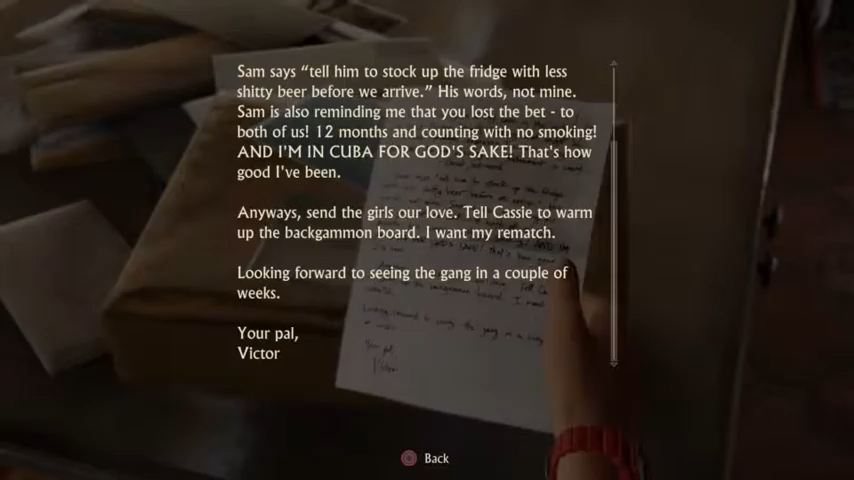 Sam says “tell him to stock up the fridge with less
shitty beer before we arrive.” His words, not mine.
Sam is also reminding me that you lost the bet - to
both of us! 12 months and counting with no smoking!
AND I'M IN CUBA FOR GOD'S SAKE! That's how
good I've been.
Anyways, send the girls our love. Tell Cassie to warm
up the backgammon board. I want my rematch.
Looking forward to seeing the gang in a couple of
weeks.
Your pal,
Victor
Back